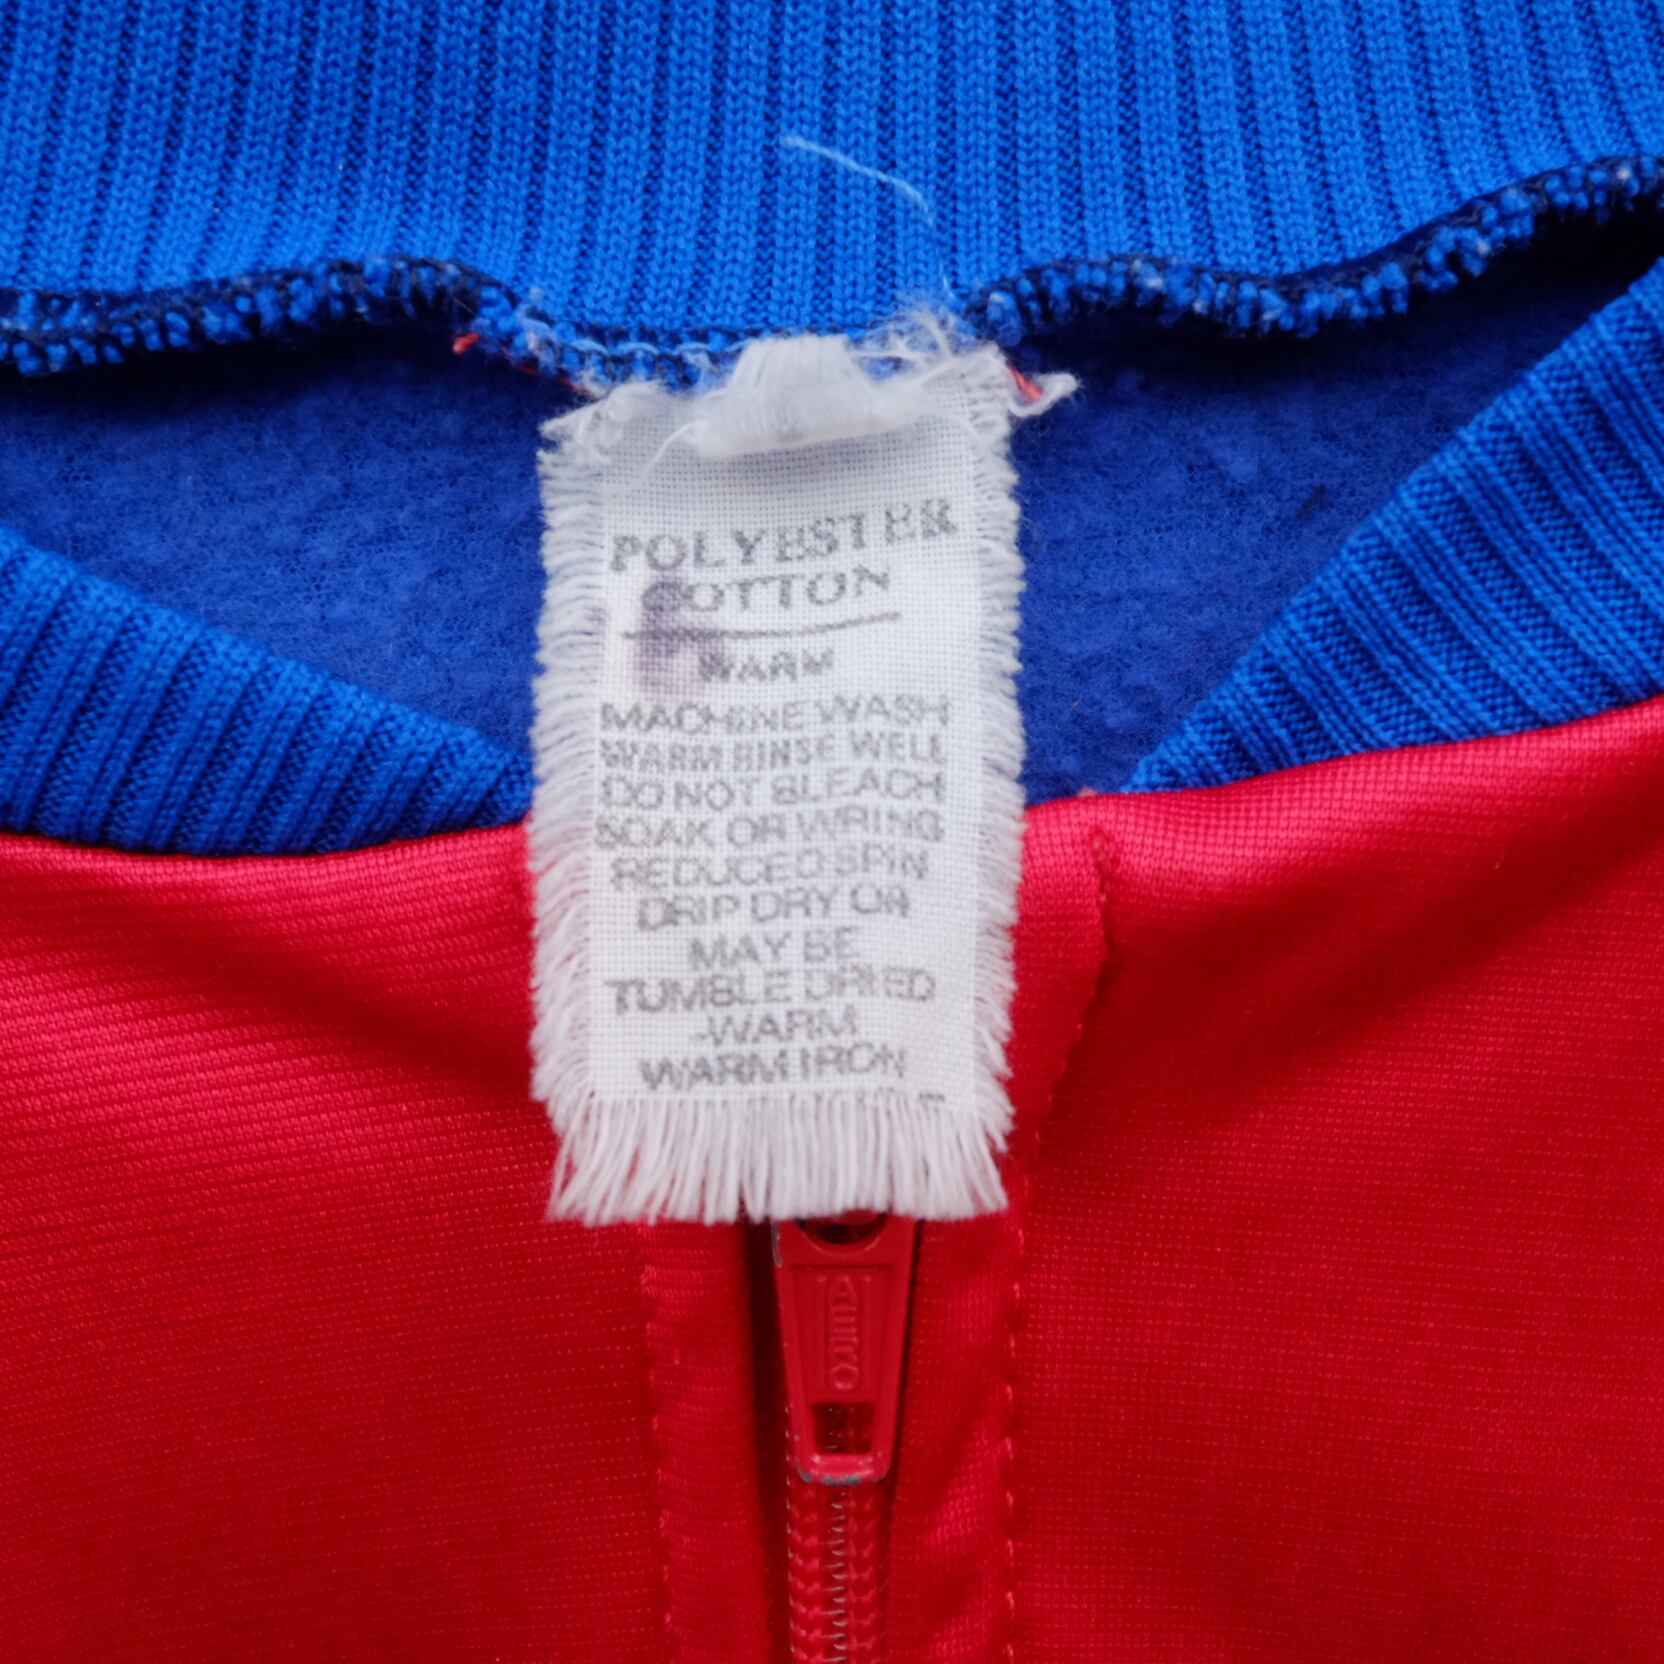 POLYESTER
COTTON
WARM
MACHINE WASH
WARM RINSE WELL
DO NOT BLEACH
SOAK OR WRING
REDUCED SPIN
DRIP DRY OR
MAY BE
TUMBLE DRIED
-WARM
WARM IRON
Aero